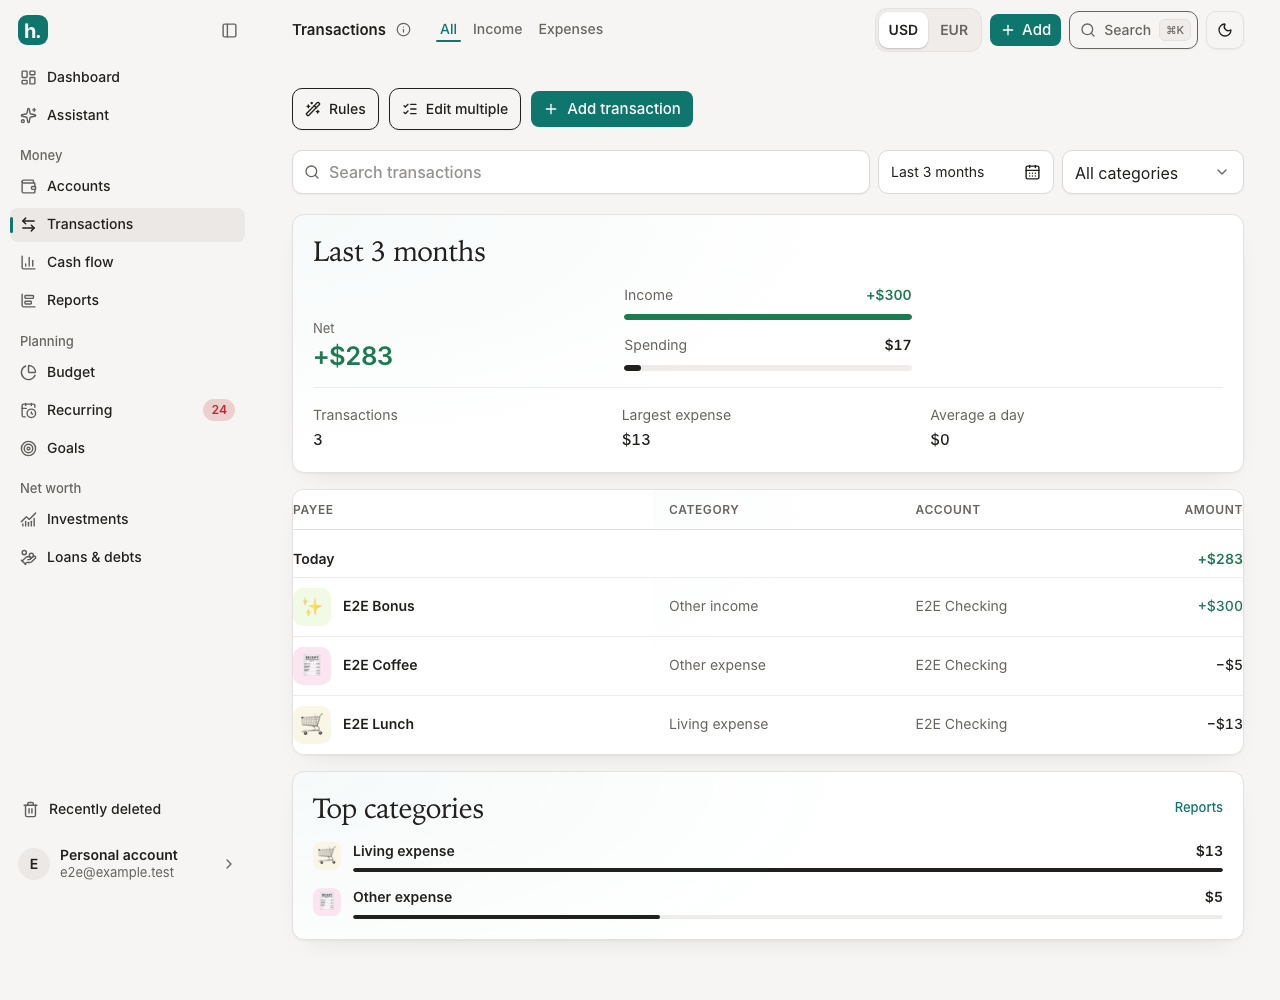 h.
Transactions
All
Income
Expenses
USD
EUR
Add
Search
⌘K
Dashboard
Assistant
Money
Accounts
Transactions
Cash flow
Reports
Planning
Budget
Recurring
24
Goals
Net worth
Investments
Loans & debts
Recently deleted
E
Personal account
e2e@example.test
Rules
Edit multiple
Add transaction
Search transactions
Last 3 months
All categories
Last 3 months
Net
+$283
Income +$300
Spending $17
Transactions
3
Largest expense
$13
Average a day
$0
PAYEE CATEGORY ACCOUNT AMOUNT
Today +$283
E2E Bonus Other income E2E Checking +$300
E2E Coffee Other expense E2E Checking −$5
E2E Lunch Living expense E2E Checking −$13
Top categories
Reports
Living expense $13
Other expense $5